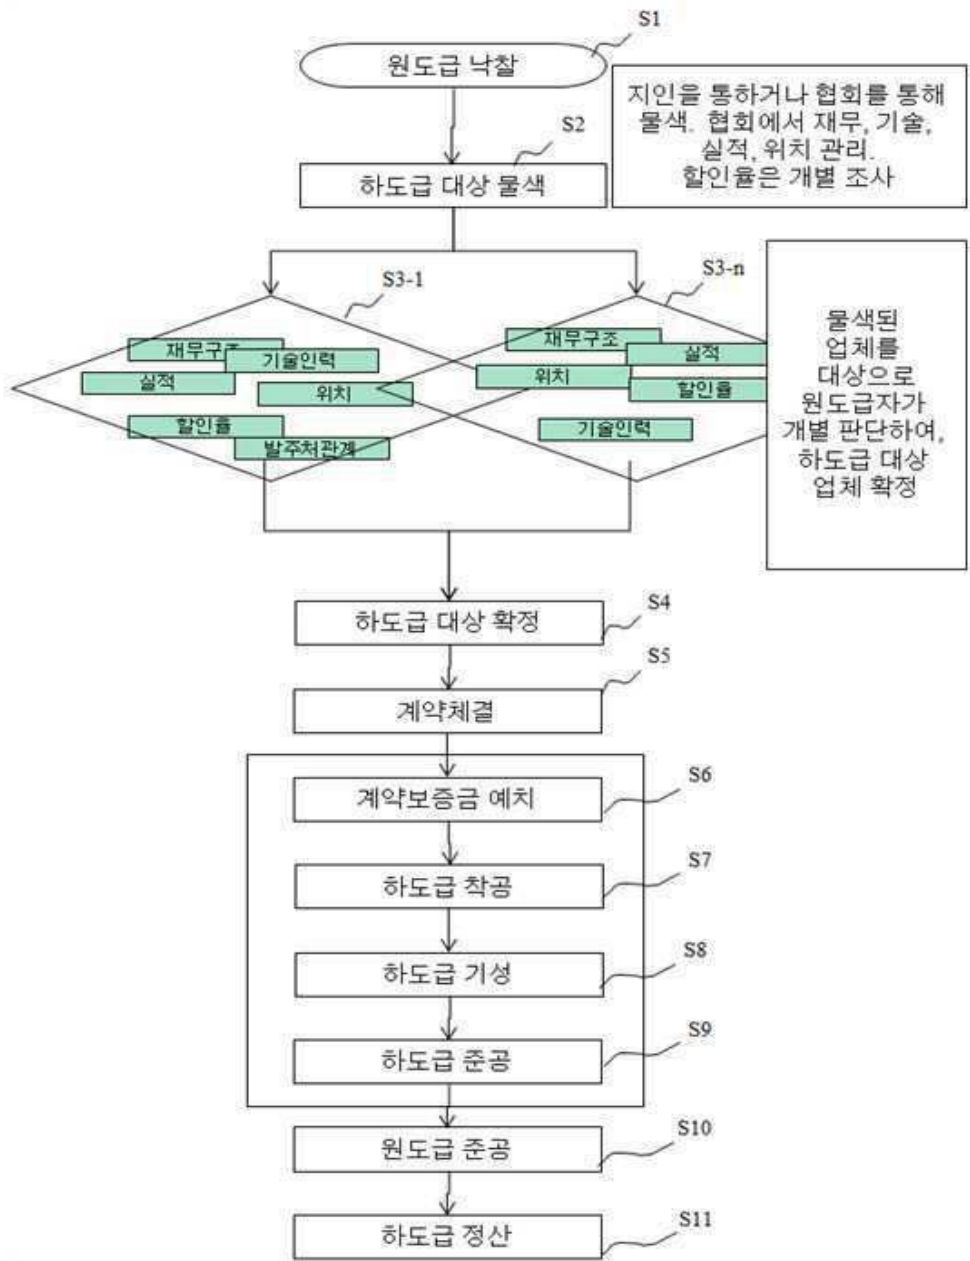 S1
원도급 낙찰
지인을 통하거나 협회를 통해
물색. 협회에서 재무, 기술,
실적, 위치 관리.
할인율은 개별 조사
S2
하도급 대상 물색
S3-1
재무구조
기술인력
실적
위치
할인율
발주처관계
S3-n
재무구조
실적
위치
할인율
기술인력
물색된
업체를
대상으로
원도급자가
개별 판단하여,
하도급 대상
업체 확정
S4
하도급 대상 확정
S5
계약체결
S6
계약보증금 예치
S7
하도급 착공
S8
하도급 기성
S9
하도급 준공
S10
원도급 준공
S11
하도급 정산